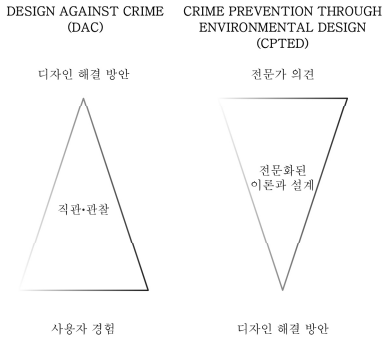 DESIGN AGAINST CRIME
(DAC)
디자인 해결 방안
직관•관찰
사용자 경험
CRIME PREVENTION THROUGH
ENVIRONMENTAL DESIGN
(CPTED)
전문가 의견
전문화된
이론과 설계
디자인 해결 방안